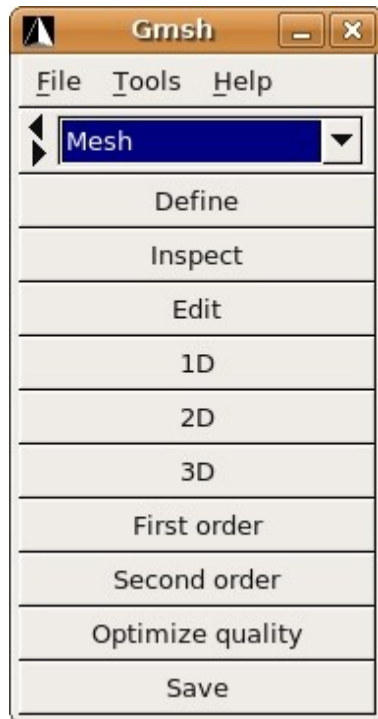 Gmsh
File Tools Help
Mesh
Define
Inspect
Edit
1D
2D
3D
First order
Second order
Optimize quality
Save